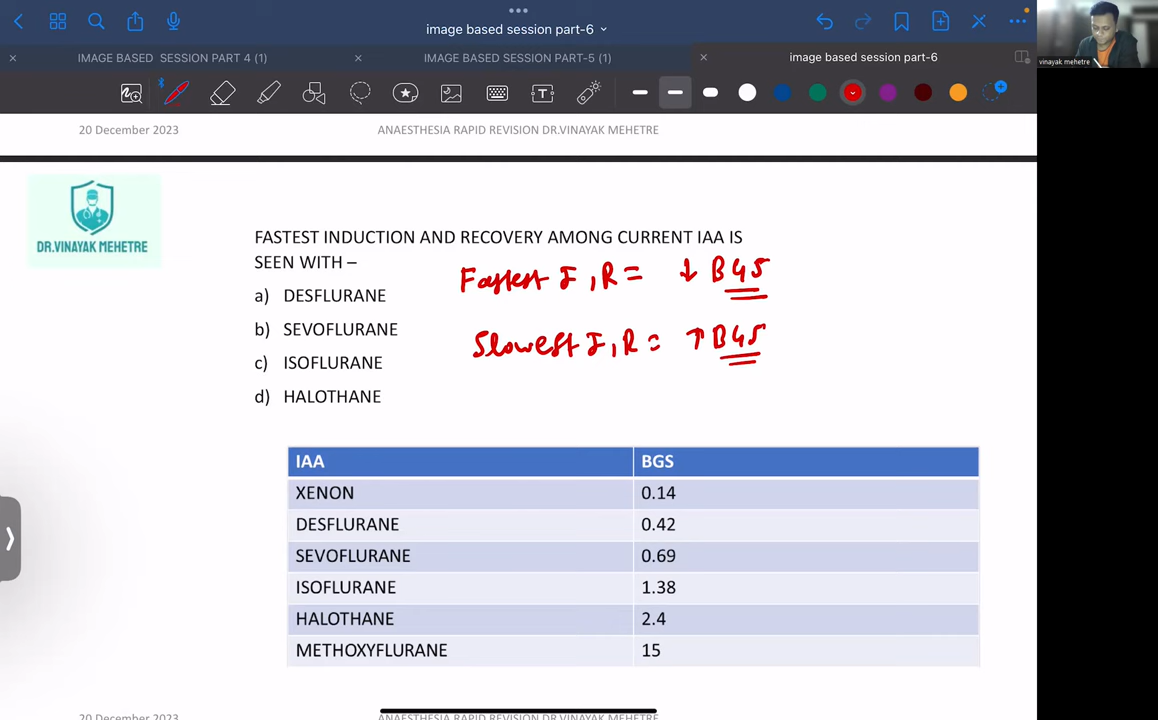 image based session part-6
IMAGE BASED SESSION PART 4 (1)
IMAGE BASED SESSION PART-5 (1)
image based session part-6
vinayak mehetre
20 December 2023
ANAESTHESIA RAPID REVISION DR.VINAYAK MEHETRE
DR.VINAYAK MEHETRE
FASTEST INDUCTION AND RECOVERY AMONG CURRENT IAA IS
SEEN WITH –
Fastest I, R = ↓ BGS
a) DESFLURANE
b) SEVOFLURANE
Slowest I, R = ↑ BGS
c) ISOFLURANE
d) HALOTHANE
IAA BGS
XENON 0.14
DESFLURANE 0.42
SEVOFLURANE 0.69
ISOFLURANE 1.38
HALOTHANE 2.4
METHOXYFLURANE 15
20 December 2023
ANAESTHESIA RAPID REVISION DR.VINAYAK MEHETRE